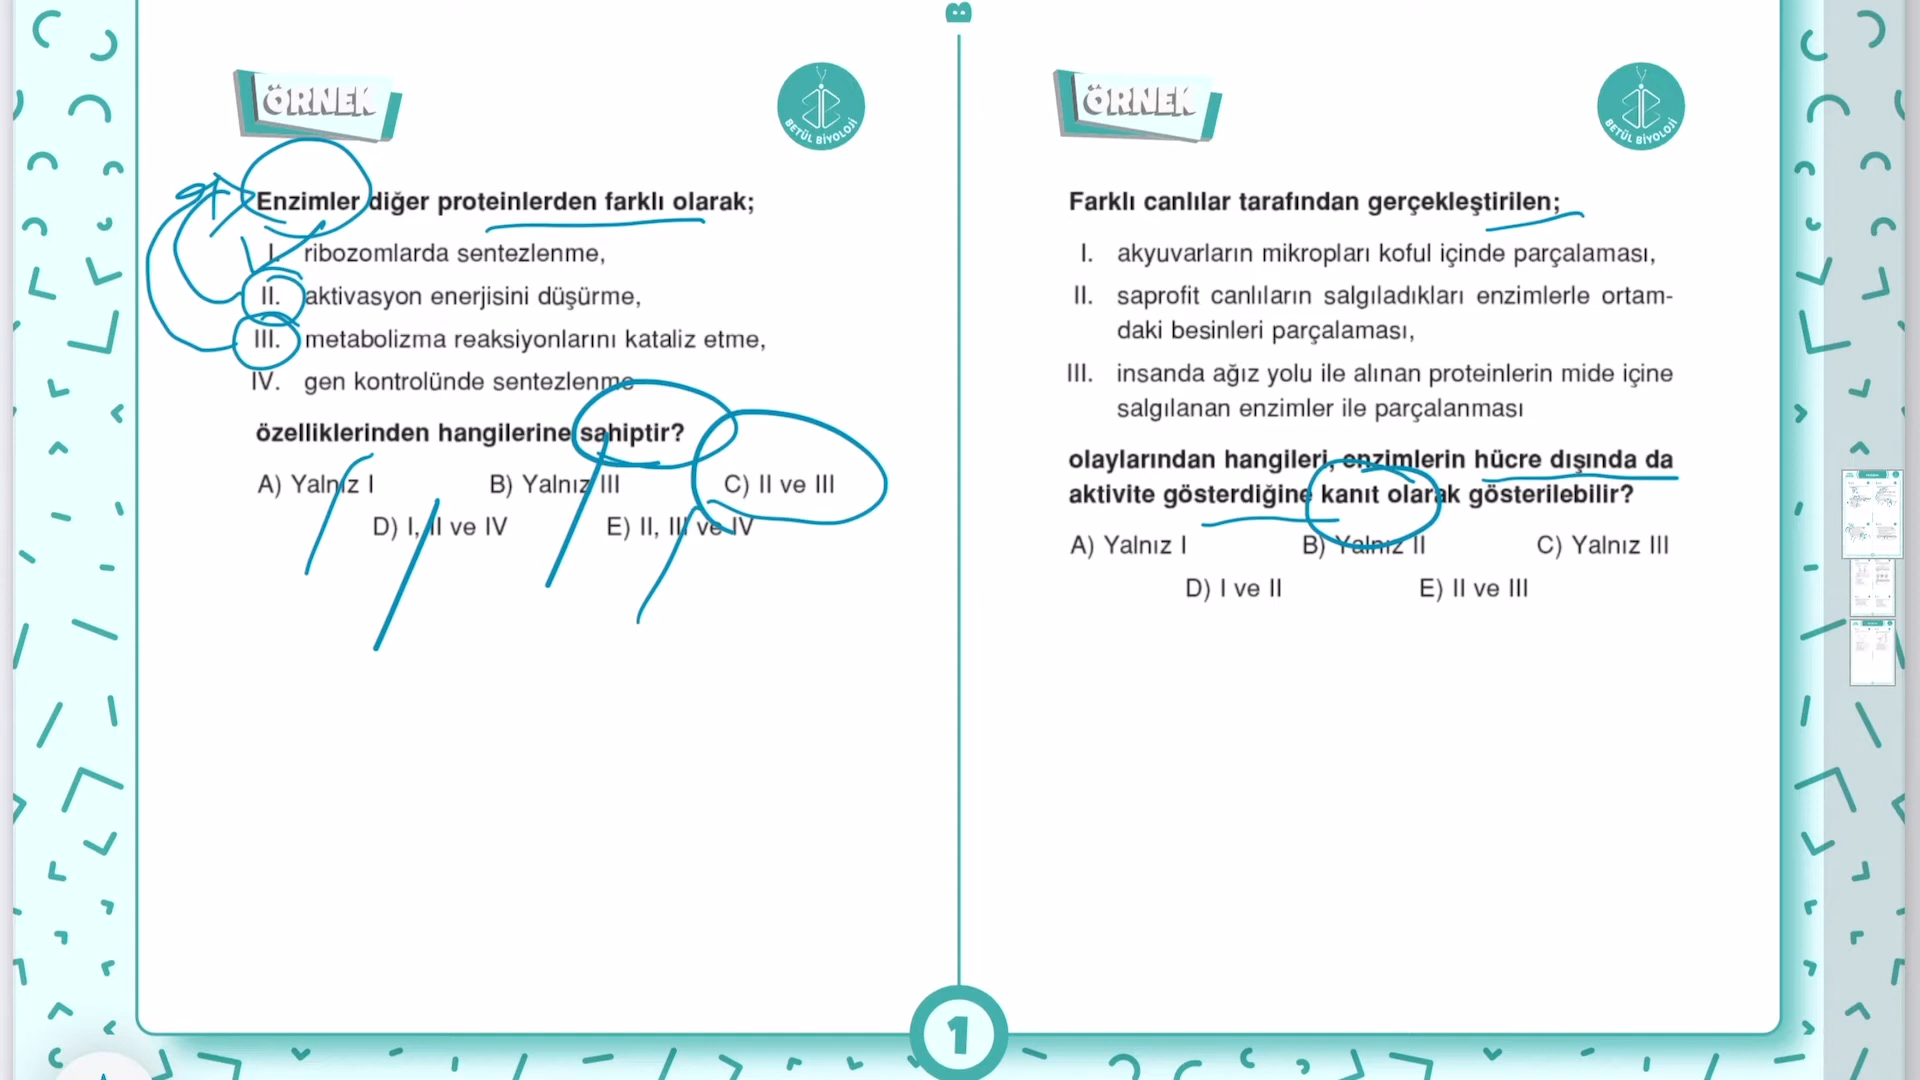 B
ÖRNEK
BETÜL BİYOLOJİ
Enzimler diğer proteinlerden farklı olarak;
I. ribozomlarda sentezlenme,
II. aktivasyon enerjisini düşürme,
III. metabolizma reaksiyonlarını kataliz etme,
IV. gen kontrolünde sentezlenme
özelliklerinden hangilerine sahiptir?
A) Yalnız I B) Yalnız III C) II ve III
D) I, II ve IV E) II, III ve IV
ÖRNEK
BETÜL BİYOLOJİ
Farklı canlılar tarafından gerçekleştirilen;
I. akyuvarların mikropları koful içinde parçalaması,
II. saprofit canlıların salgıladıkları enzimlerle ortam-
daki besinleri parçalaması,
III. insanda ağız yolu ile alınan proteinlerin mide içine
salgılanan enzimler ile parçalanması
olaylarından hangileri, enzimlerin hücre dışında da
aktivite gösterdiğine kanıt olarak gösterilebilir?
A) Yalnız I B) Yalnız II C) Yalnız III
D) I ve II E) II ve III
1